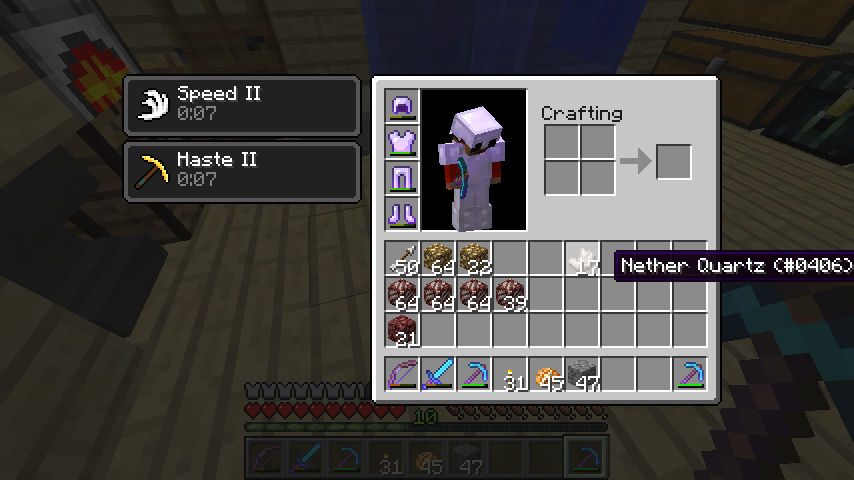 Speed II
0:07
Haste II
0:07
Crafting
50 64 22 17
Nether Quartz (#0406)
64 64 64 39
21
31 45 47
10
31 45 47